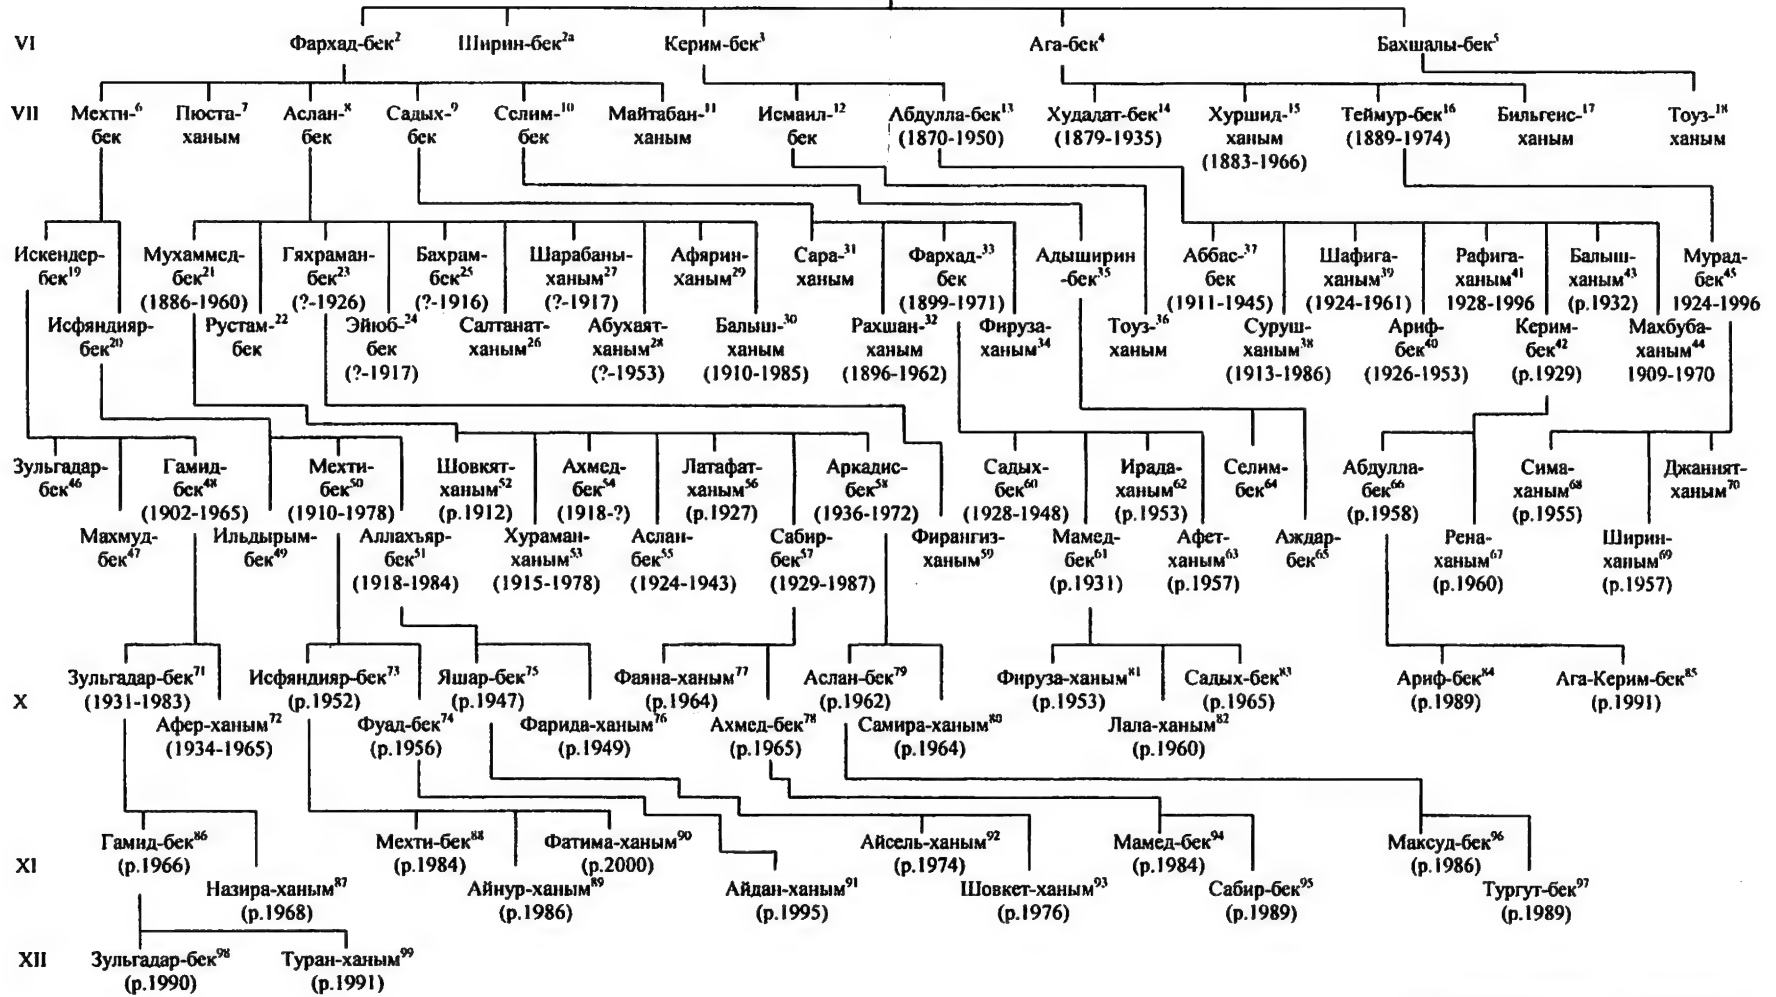 VI Фархад-бек² Ширин-бек²ᵃ Керим-бек³ Ага-бек⁴ Бахшалы-бек⁵
VII Мехти-⁶ Пюста-⁷ Аслан-⁸ Садых-⁹ Селим-¹⁰ Майтабан-¹¹ Исмаил-¹² Абдулла-бек¹³ Худадат-бек¹⁴ Хуршид-¹⁵ Теймур-бек¹⁶ Бильгеис-¹⁷ Тоуз-¹⁸
бек ханым бек бек бек ханым бек (1870-1950) (1879-1935) ханым (1889-1974) ханым ханым
(1883-1966)
Искендер- Мухаммед- Гяхраман- Бахрам- Шарабаны- Афярин- Сара-³¹ Фархад-³³ Адыширин Аббас-³⁷ Шафига- Рафига- Балыш- Мурад-
бек¹⁹ бек²¹ бек²³ бек²⁵ ханым²⁷ ханым²⁹ ханым бек -бек³⁵ бек ханым³⁹ ханым⁴¹ ханым⁴³ бек⁴⁵
(1886-1960) (?-1926) (?-1916) (?-1917) (1899-1971) (1911-1945) (1924-1961) 1928-1996 (р.1932) 1924-1996
Исфяндияр- Рустам-²² Эйюб-²⁴ Салтанат- Абухаят- Балыш-³⁰ Рахшан-³² Фируза- Тоуз-³⁶ Суруш- Ариф- Керим- Махбуба-
бек²⁰ бек бек ханым²⁶ ханым²⁸ ханым ханым ханым³⁴ ханым ханым³⁸ бек⁴⁰ бек⁴² ханым⁴⁴
(?-1917) (?-1953) (1910-1985) (1896-1962) (1913-1986) (1926-1953) (р.1929) 1909-1970
Зульгадар- Гамид- Мехти- Шовкят- Ахмед- Латафат- Аркадис- Садых- Ирада- Селим- Абдулла- Сима- Джаннят-
бек⁴⁶ бек⁴⁸ бек⁵⁰ ханым⁵² бек⁵⁴ ханым⁵⁶ бек⁵⁸ бек⁶⁰ ханым⁶² бек⁶⁴ бек⁶⁶ ханым⁶⁸ ханым⁷⁰
(1902-1965) (1910-1978) (р.1912) (1918-?) (р.1927) (1936-1972) (1928-1948) (р.1953) (р.1958) (р.1955)
Махмуд- Ильдырым- Аллахъяр- Хураман- Аслан- Сабир- Фирангиз- Мамед- Афет- Аждар- Рена- Ширин-
бек⁴⁷ бек⁴⁹ бек⁵¹ ханым⁵³ бек⁵⁵ бек⁵⁷ ханым⁵⁹ бек⁶¹ ханым⁶³ бек⁶⁵ ханым⁶⁷ ханым⁶⁹
(1918-1984) (1915-1978) (1924-1943) (1929-1987) (р.1931) (р.1957) (р.1960) (р.1957)
X Зульгадар-бек⁷¹ Исфяндияр-бек⁷³ Яшар-бек⁷⁵ Фаяна-ханым⁷⁷ Аслан-бек⁷⁹ Фируза-ханым⁸¹ Садых-бек⁸³ Ариф-бек⁸⁴ Ага-Керим-бек⁸⁵
(1931-1983) (р.1952) (р.1947) (р.1964) (р.1962) (р.1953) (р.1965) (р.1989) (р.1991)
Афер-ханым⁷² Фуад-бек⁷⁴ Фарида-ханым⁷⁶ Ахмед-бек⁷⁸ Самира-ханым⁸⁰ Лала-ханым⁸²
(1934-1965) (р.1956) (р.1949) (р.1965) (р.1964) (р.1960)
XI Гамид-бек⁸⁶ Мехти-бек⁸⁸ Фатима-ханым⁹⁰ Айсель-ханым⁹² Мамед-бек⁹⁴ Максуд-бек⁹⁶
(р.1966) (р.1984) (р.2000) (р.1974) (р.1984) (р.1986)
Назира-ханым⁸⁷ Айнур-ханым⁸⁹ Айдан-ханым⁹¹ Шовкет-ханым⁹³ Сабир-бек⁹⁵ Тургут-бек⁹⁷
(р.1968) (р.1986) (р.1995) (р.1976) (р.1989) (р.1989)
XII Зульгадар-бек⁹⁸ Туран-ханым⁹⁹
(р.1990) (р.1991)